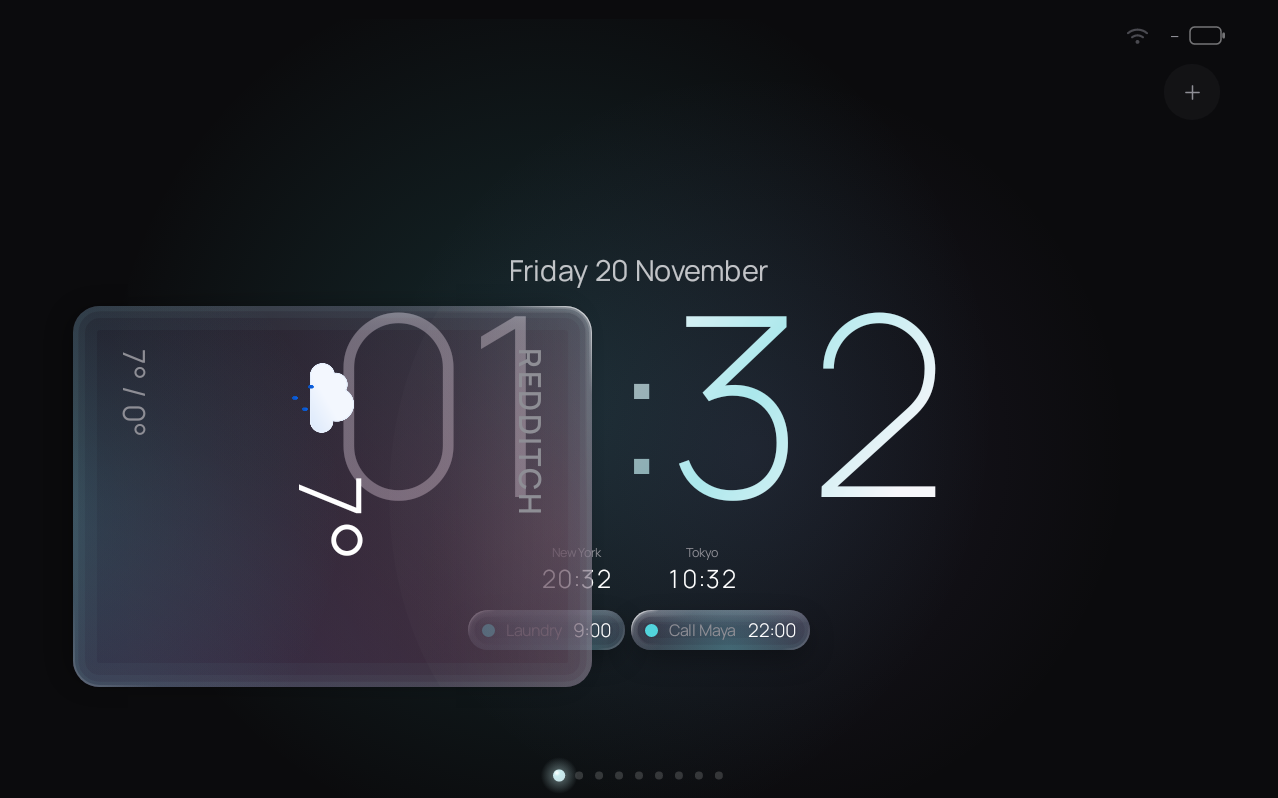 Friday 20 November
01:32
REDDITCH
7°
7° / 0°
New York
20:32
Tokyo
10:32
Laundry 9:00
Call Maya 22:00